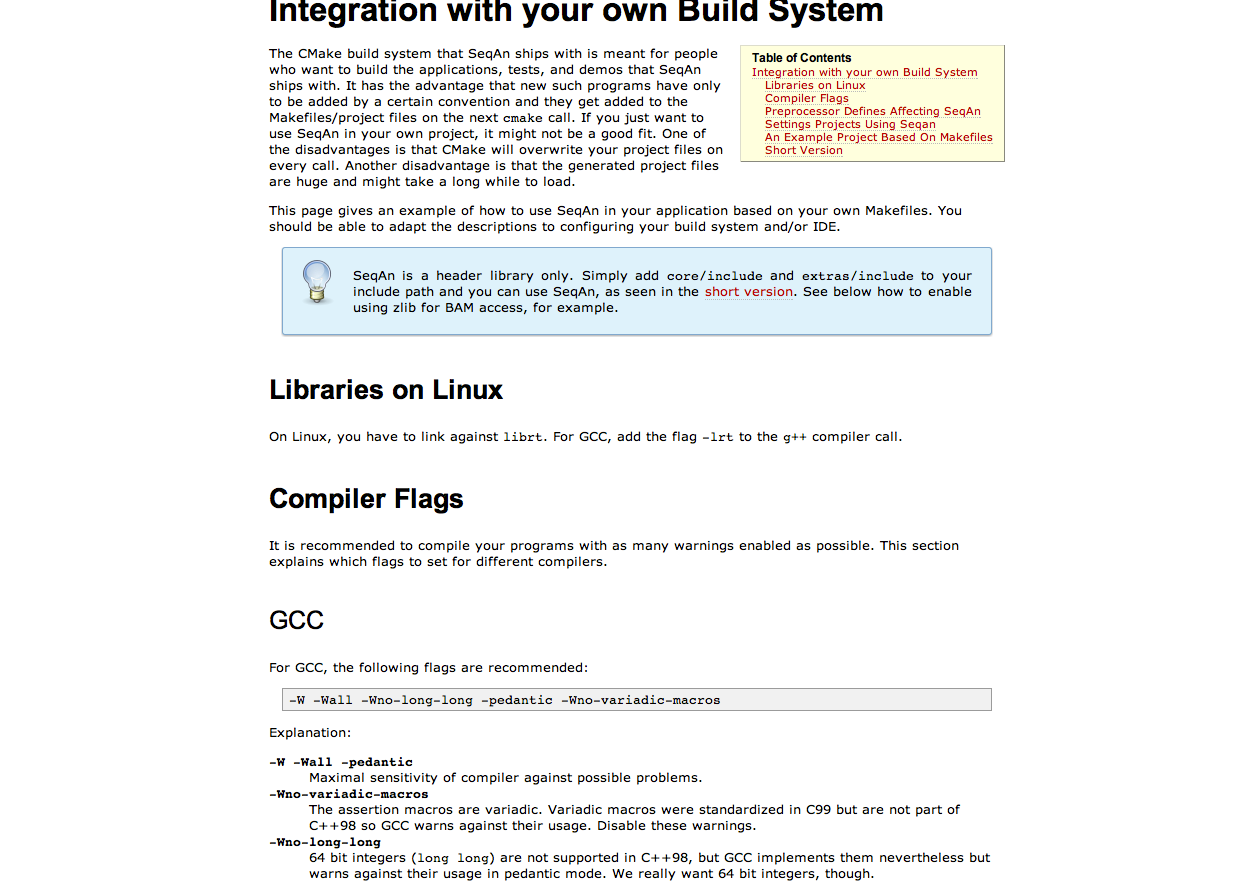 Integration with your own Build System
The CMake build system that SeqAn ships with is meant for people
who want to build the applications, tests, and demos that SeqAn
ships with. It has the advantage that new such programs have only
to be added by a certain convention and they get added to the
Makefiles/project files on the next cmake call. If you just want to
use SeqAn in your own project, it might not be a good fit. One of
the disadvantages is that CMake will overwrite your project files on
every call. Another disadvantage is that the generated project files
are huge and might take a long while to load.
Table of Contents
Integration with your own Build System
Libraries on Linux
Compiler Flags
Preprocessor Defines Affecting SeqAn
Settings Projects Using Seqan
An Example Project Based On Makefiles
Short Version
This page gives an example of how to use SeqAn in your application based on your own Makefiles. You
should be able to adapt the descriptions to configuring your build system and/or IDE.
SeqAn is a header library only. Simply add core/include and extras/include to your
include path and you can use SeqAn, as seen in the short version. See below how to enable
using zlib for BAM access, for example.
Libraries on Linux
On Linux, you have to link against librt. For GCC, add the flag -lrt to the g++ compiler call.
Compiler Flags
It is recommended to compile your programs with as many warnings enabled as possible. This section
explains which flags to set for different compilers.
GCC
For GCC, the following flags are recommended:
-W -Wall -Wno-long-long -pedantic -Wno-variadic-macros
Explanation:
-W -Wall -pedantic
Maximal sensitivity of compiler against possible problems.
-Wno-variadic-macros
The assertion macros are variadic. Variadic macros were standardized in C99 but are not part of
C++98 so GCC warns against their usage. Disable these warnings.
-Wno-long-long
64 bit integers (long long) are not supported in C++98, but GCC implements them nevertheless but
warns against their usage in pedantic mode. We really want 64 bit integers, though.